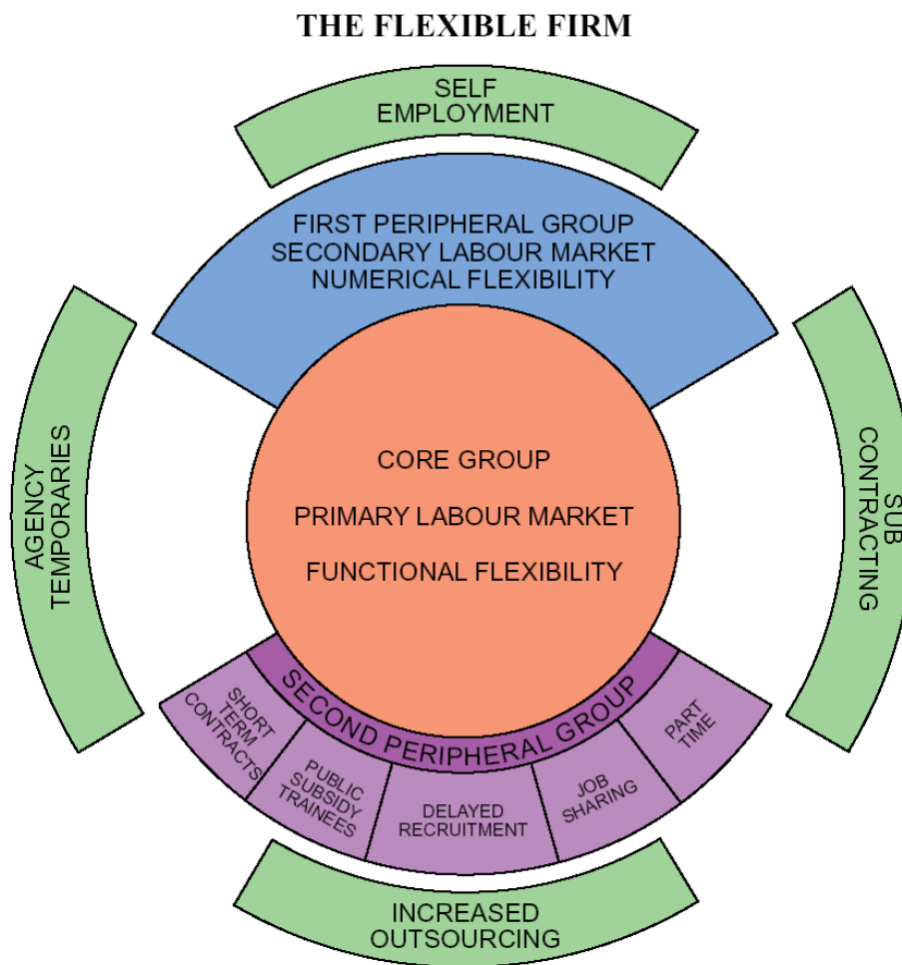 THE FLEXIBLE FIRM
SELF
EMPLOYMENT
FIRST PERIPHERAL GROUP
SECONDARY LABOUR MARKET
NUMERICAL FLEXIBILITY
AGENCY
TEMPORARIES
CORE GROUP
PRIMARY LABOUR MARKET
FUNCTIONAL FLEXIBILITY
SUB
CONTRACTING
SECOND PERIPHERAL GROUP
SHORT
TERM
CONTRACTS
PUBLIC
SUBSIDY
TRAINEES
DELAYED
RECRUITMENT
JOB
SHARING
PART
TIME
INCREASED
OUTSOURCING